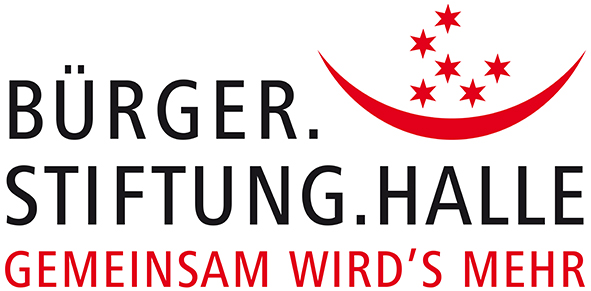 BÜRGER.
STIFTUNG.HALLE
GEMEINSAM WIRD’S MEHR